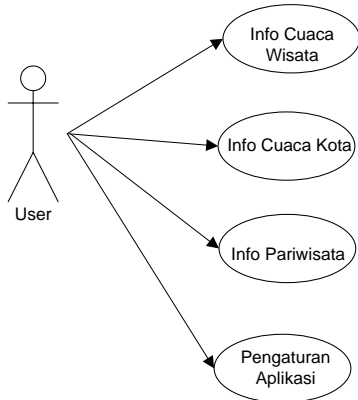 Info Cuaca
Wisata
Info Cuaca Kota
User
Info Pariwisata
Pengaturan
Aplikasi